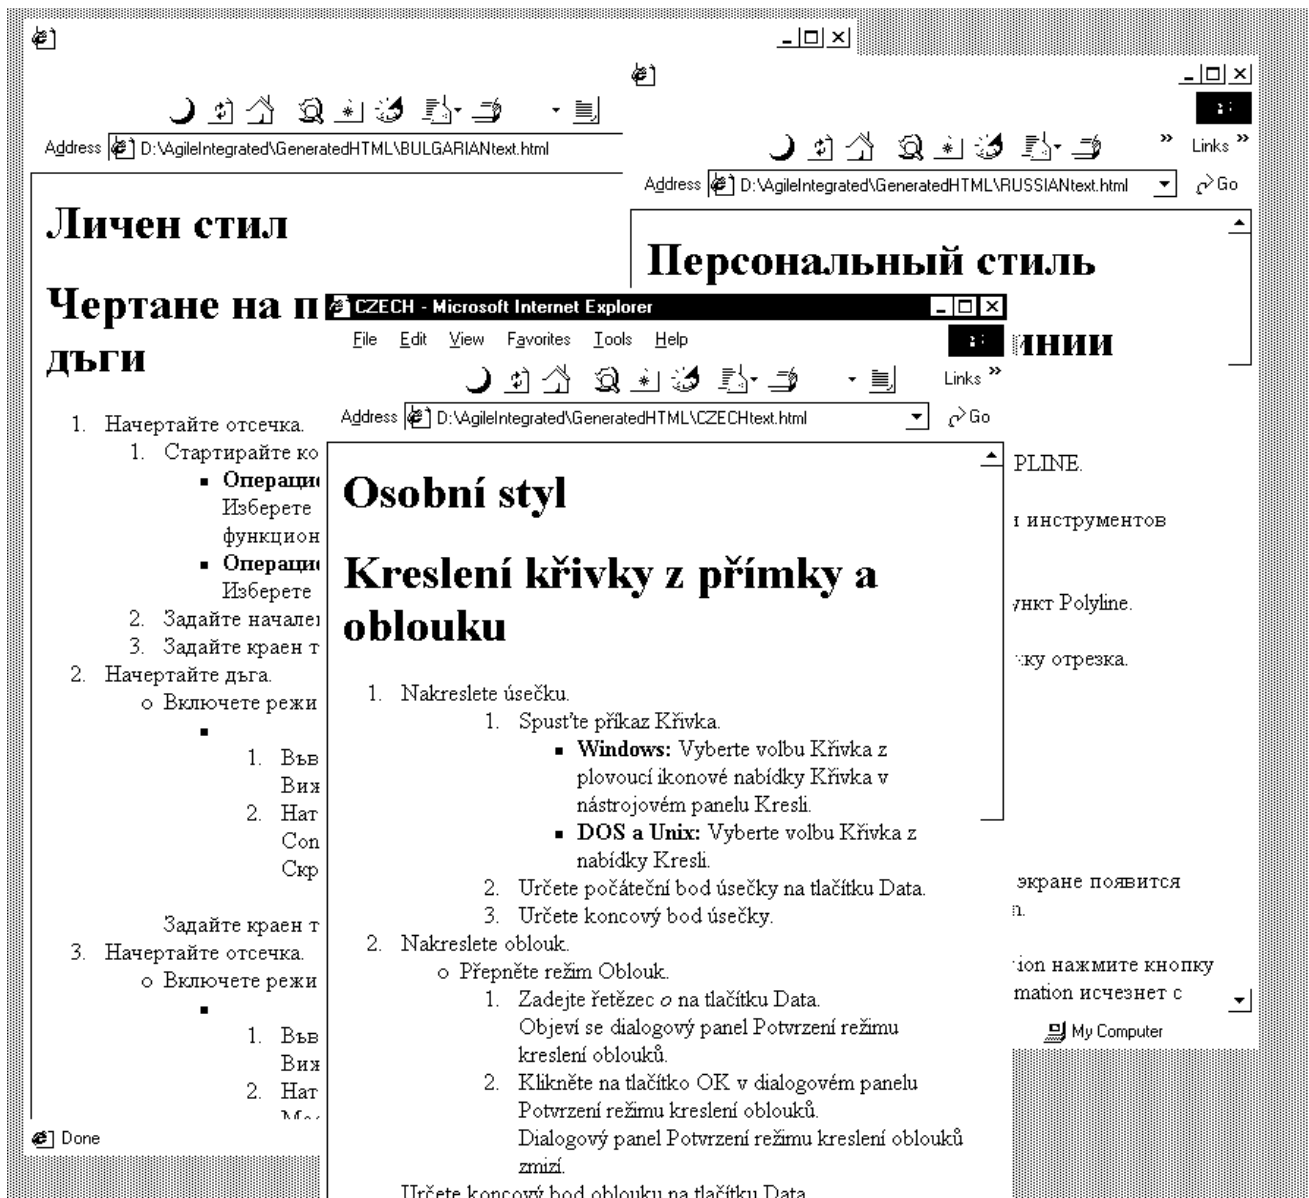 Address D:\AgileIntegrated\GeneratedHTML\BULGARIANtext.html
Личен стил
Чертане на п
дъги
1. Начертайте отсечка.
1. Стартирайте ко
▪ Операци
Изберете
функцион
▪ Операци
Изберете
2. Задайте начале
3. Задайте краен т
2. Начертайте дъга.
o Включете режи
▪
1. Във
Виж
2. Нат
Con
Скр
Задайте краен т
3. Начертайте отсечка.
o Включете режи
▪
1. Във
Виж
2. Нат
Done
Links
Address D:\AgileIntegrated\GeneratedHTML\RUSSIANtext.html Go
Персональный стиль
инии
PLINE.
инструментов
ункт Polyline.
ку отрезка.
экране появится
n.
ion нажмите кнопку
mation исчезнет с
My Computer
CZECH - Microsoft Internet Explorer
File Edit View Favorites Tools Help
Links
Address D:\AgileIntegrated\GeneratedHTML\CZECHtext.html Go
Osobní styl
Kreslení křivky z přímky a
oblouku
1. Nakreslete úsečku.
1. Spusťte příkaz Křivka.
▪ Windows: Vyberte volbu Křivka z
plovoucí ikonové nabídky Křivka v
nástrojovém panelu Kresli.
▪ DOS a Unix: Vyberte volbu Křivka z
nabídky Kresli.
2. Určete počáteční bod úsečky na tlačítku Data.
3. Určete koncový bod úsečky.
2. Nakreslete oblouk.
o Přepněte režim Oblouk.
1. Zadejte řetězec o na tlačítku Data.
Objeví se dialogový panel Potvrzení režimu
kreslení oblouků.
2. Klikněte na tlačítko OK v dialogovém panelu
Potvrzení režimu kreslení oblouků.
Dialogový panel Potvrzení režimu kreslení oblouků
zmizí.
Určete koncový bod oblouku na tlačítku Data.